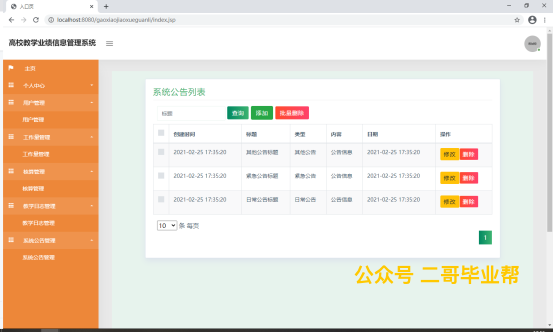 入口页
localhost:8080/gaoxiaojiaoxueguanli/index.jsp
高校教学业绩信息管理系统
主页
个人中心
用户管理
用户管理
工作量管理
工作量管理
核算管理
核算管理
教学日志管理
教学日志管理
系统公告管理
系统公告管理
系统公告列表
标题 查询 添加 批量删除
创建时间 标题 类型 内容 日期 操作
2021-02-25 17:35:20 其他公告标题 其他公告 公告信息 2021-02-25 17:35:20 修改 删除
2021-02-25 17:35:20 紧急公告标题 紧急公告 公告信息 2021-02-25 17:35:20 修改 删除
2021-02-25 17:35:20 日常公告标题 日常公告 公告信息 2021-02-25 17:35:20 修改 删除
10 条 每页
1
公众号 二哥毕业帮